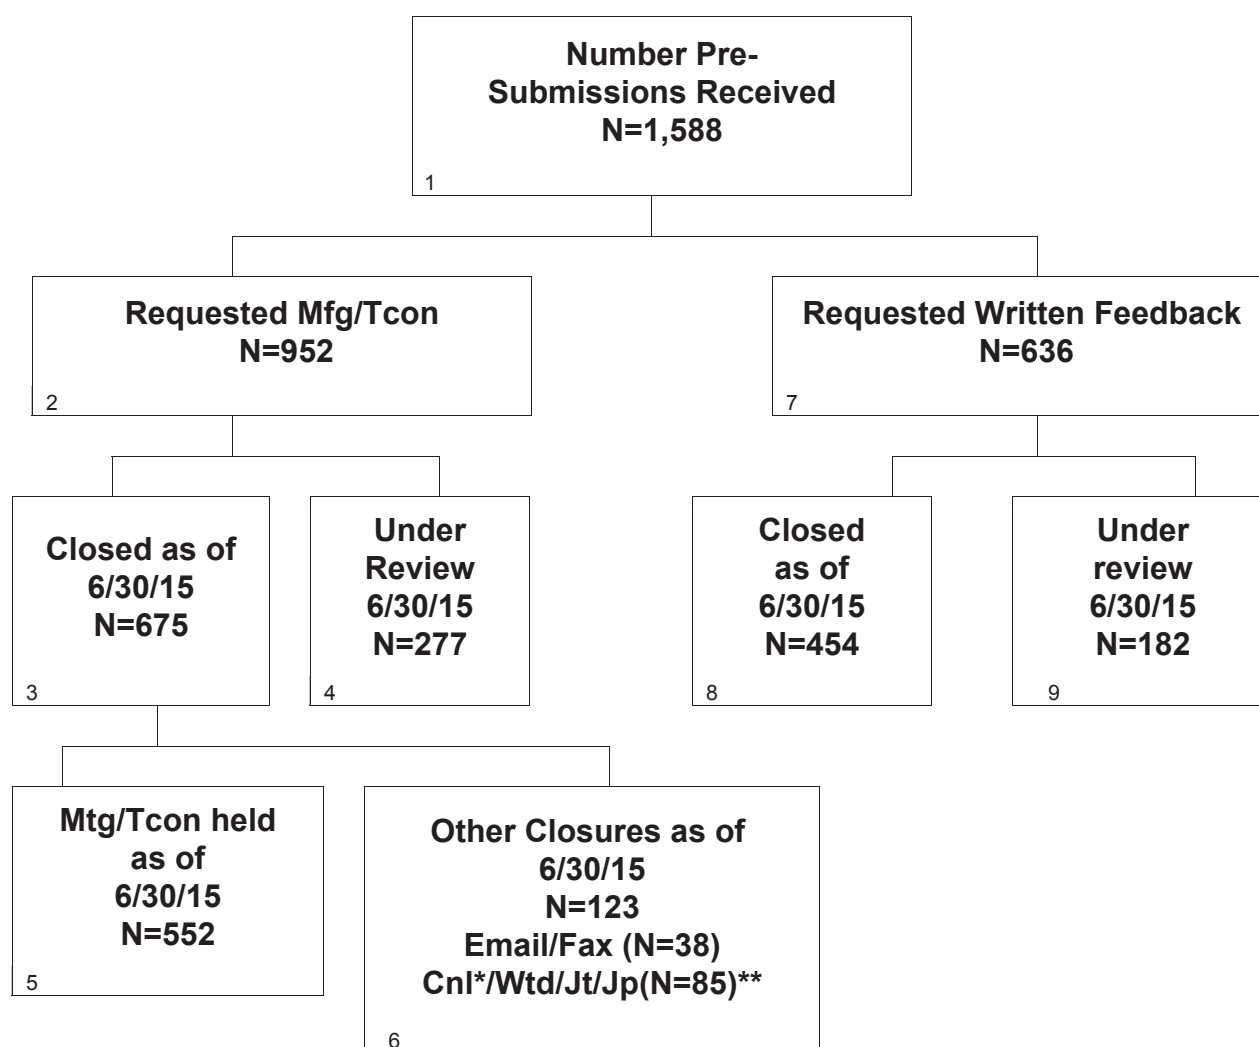 Number Pre-
Submissions Received
N=1,588
1
Requested Mfg/Tcon
N=952
2
Requested Written Feedback
N=636
7
Closed as of
6/30/15
N=675
3
Under
Review
6/30/15
N=277
4
Closed
as of
6/30/15
N=454
8
Under
review
6/30/15
N=182
9
Mtg/Tcon held
as of
6/30/15
N=552
5
Other Closures as of
6/30/15
N=123
Email/Fax (N=38)
Cnl*/Wtd/Jt/Jp(N=85)**
6